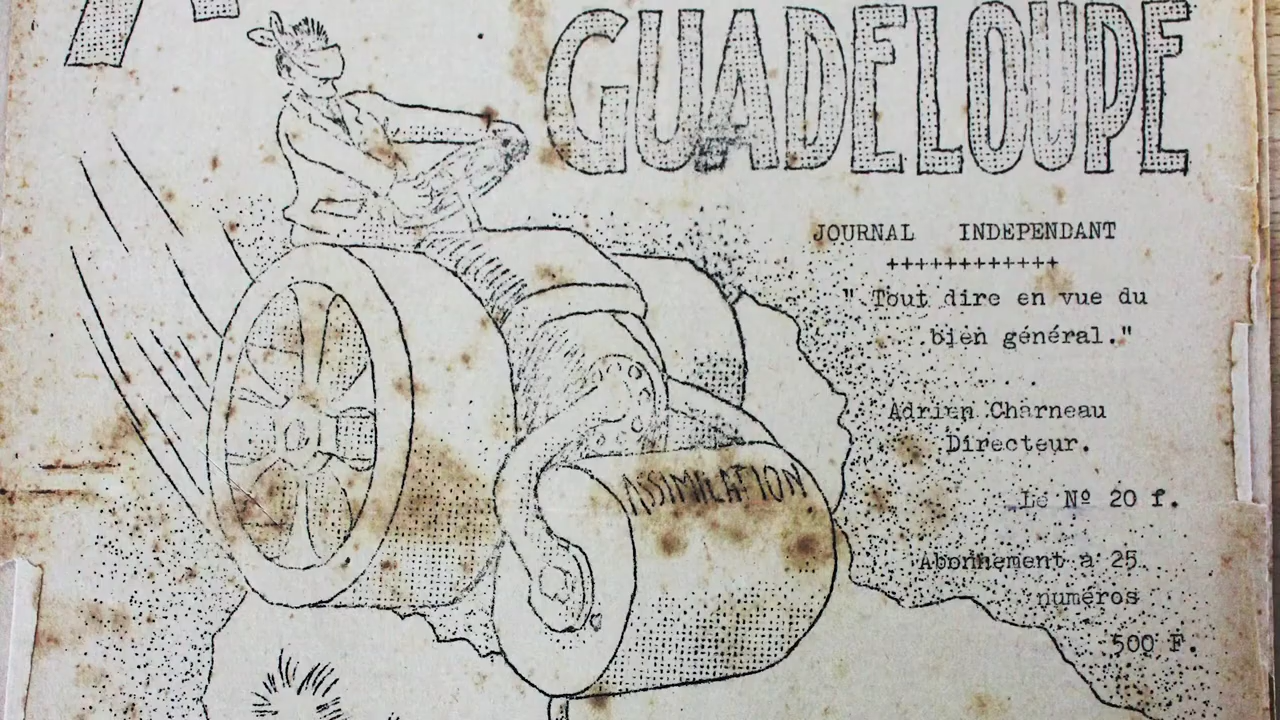 GUADELOUPE
JOURNAL INDEPENDANT
++++++++++++
" Tout dire en vue du
bien général."
Adrien Charneau
Directeur.
Le Nº 20 f.
ASSIMILATION
Abonnement à 25
numéros
500 F.